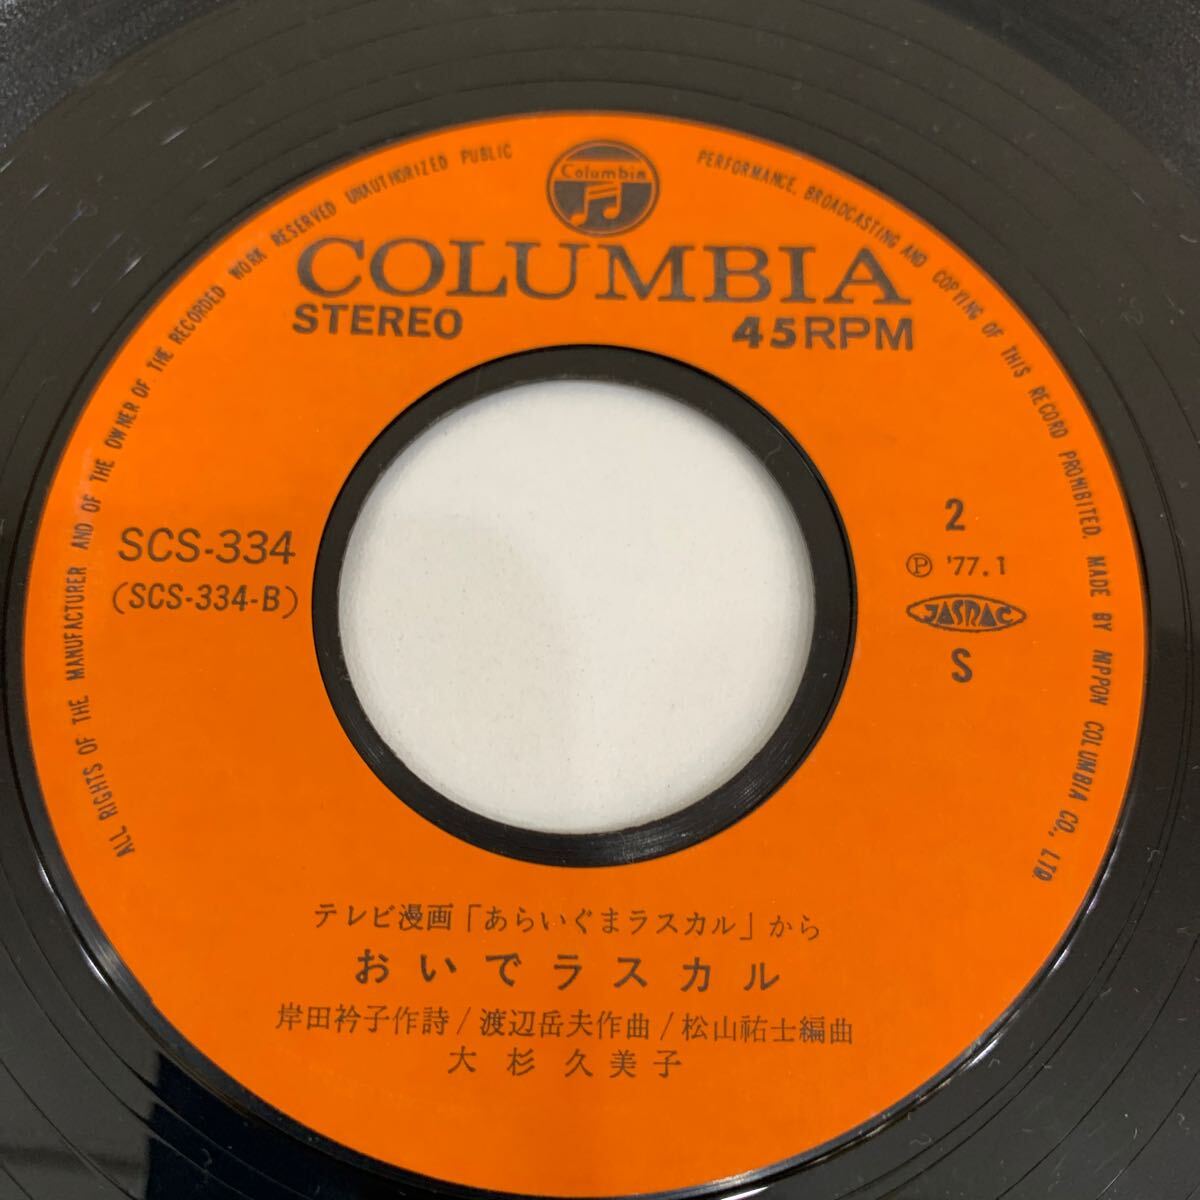 ALL RIGHTS OF THE MANUFACTURER AND OF THE OWNER OF THE RECORDED WORK RESERVED UNAUTHORIZED PUBLIC PERFORMANCE, BROADCASTING AND COPYING OF THIS RECORD PROHIBITED. MADE BY NIPPON COLUMBIA CO., LTD.
Columbia
COLUMBIA
STEREO 45RPM
SCS-334
(SCS-334-B)
2
Ⓟ '77.1
JASRAC
S
テレビ漫画「あらいぐまラスカル」から
おいでラスカル
岸田衿子作詩/渡辺岳夫作曲/松山祐士編曲
大杉久美子